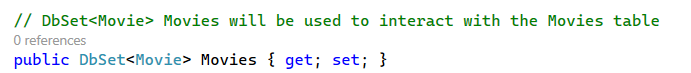 // DbSet<Movie> Movies will be used to interact with the Movies table
0 references
public DbSet<Movie> Movies { get; set; }